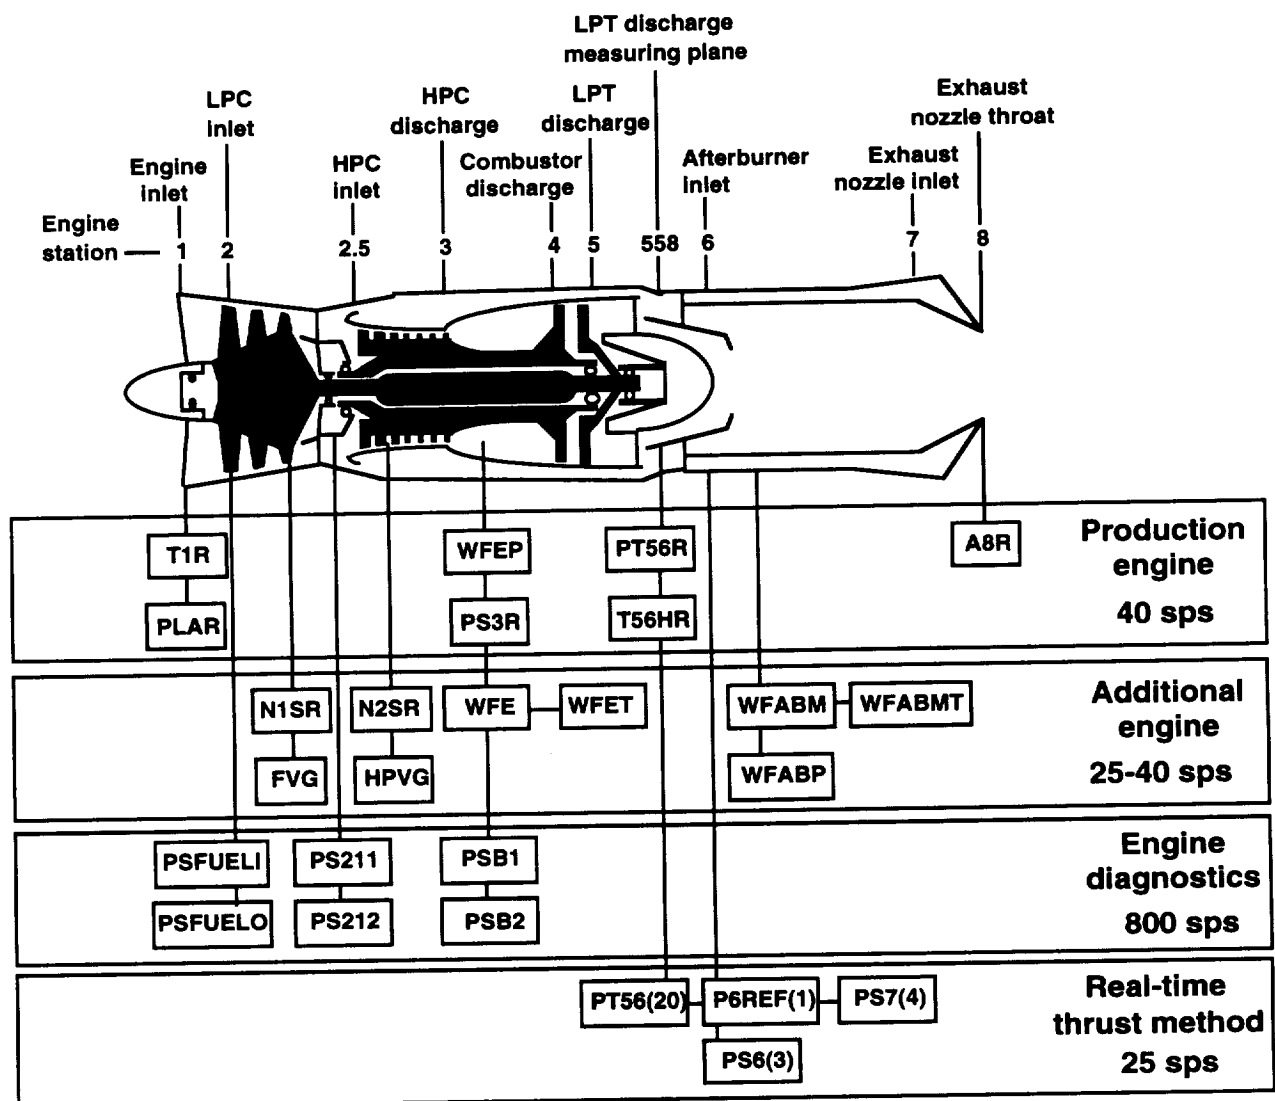 LPT discharge
measuring plane
LPC
inlet
HPC
discharge
LPT
discharge
Exhaust
nozzle throat
Engine
inlet
HPC
inlet
Combustor
discharge
Afterburner
inlet
Exhaust
nozzle inlet
Engine
station
1
2
2.5
3
4
5
558
6
7
8
T1R
PLAR
WFEP
PS3R
PT56R
T56HR
A8R
Production
engine
40 sps
N1SR
FVG
N2SR
HPVG
WFE
WFET
WFABM
WFABMT
WFABP
Additional
engine
25-40 sps
PSFUELI
PSFUELO
PS211
PS212
PSB1
PSB2
Engine
diagnostics
800 sps
PT56(20)
P6REF(1)
PS7(4)
PS6(3)
Real-time
thrust method
25 sps